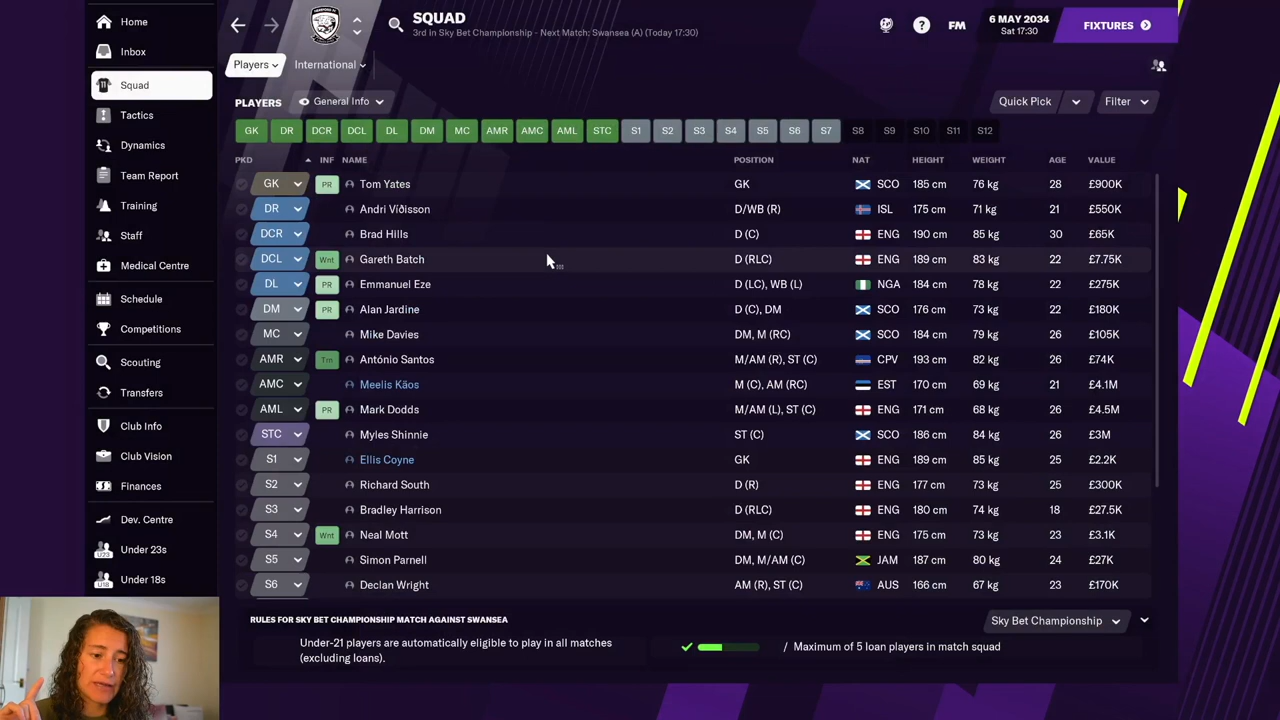 Home
Inbox
Squad
Tactics
Dynamics
Team Report
Training
Staff
Medical Centre
Schedule
Competitions
Scouting
Transfers
Club Info
Club Vision
Finances
Dev. Centre
Under 23s
Under 18s
SQUAD
3rd in Sky Bet Championship - Next Match; Swansea (A) (Today 17:30)
FM
6 MAY 2034
Sat 17:30
FIXTURES
Players
International
PLAYERS
General Info
Quick Pick
Filter
GK DR DCR DCL DL DM MC AMR AMC AML STC S1 S2 S3 S4 S5 S6 S7 S8 S9 S10 S11 S12
PKD INF NAME POSITION NAT HEIGHT WEIGHT AGE VALUE
GK PR Tom Yates GK SCO 185 cm 76 kg 28 £900K
DR Andri Víðisson D/WB (R) ISL 175 cm 71 kg 21 £550K
DCR Brad Hills D (C) ENG 190 cm 85 kg 30 £65K
DCL Wnt Gareth Batch D (RLC) ENG 189 cm 83 kg 22 £7.75K
DL PR Emmanuel Eze D (LC), WB (L) NGA 184 cm 78 kg 22 £275K
DM PR Alan Jardine D (C), DM SCO 176 cm 73 kg 22 £180K
MC Mike Davies DM, M (RC) SCO 184 cm 79 kg 26 £105K
AMR Trn António Santos M/AM (R), ST (C) CPV 193 cm 82 kg 26 £74K
AMC Meelis Käos M (C), AM (RC) EST 170 cm 69 kg 21 £4.1M
AML PR Mark Dodds M/AM (L), ST (C) ENG 171 cm 68 kg 26 £4.5M
STC Myles Shinnie ST (C) SCO 186 cm 84 kg 26 £3M
S1 Ellis Coyne GK ENG 189 cm 85 kg 25 £2.2K
S2 Richard South D (R) ENG 177 cm 73 kg 25 £300K
S3 Bradley Harrison D (RLC) ENG 180 cm 74 kg 18 £27.5K
S4 Wnt Neal Mott DM, M (C) ENG 175 cm 73 kg 23 £3.1K
S5 Simon Parnell DM, M/AM (C) JAM 187 cm 80 kg 24 £27K
S6 Declan Wright AM (R), ST (C) AUS 166 cm 67 kg 23 £170K
RULES FOR SKY BET CHAMPIONSHIP MATCH AGAINST SWANSEA
Sky Bet Championship
Under-21 players are automatically eligible to play in all matches
(excluding loans).
/ Maximum of 5 loan players in match squad